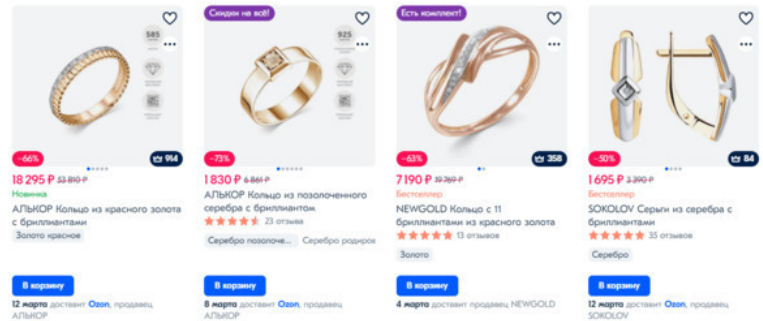 585
-66%
914
18 295 ₽ 53 810 ₽
Новинка
АЛЬКОР Кольцо из красного золота
с бриллиантами
Золото красное
В корзину
12 марта доставит Ozon, продавец
АЛЬКОР
Скидки на всё!
925
-73%
1 830 ₽ 6 861 ₽
АЛЬКОР Кольцо из позолоченного
серебра с бриллиантом
23 отзыва
Серебро позолоче... Серебро родиров
В корзину
8 марта доставит Ozon, продавец
АЛЬКОР
Есть комплект!
-63%
358
7 190 ₽ 19 769 ₽
Бестселлер
NEWGOLD Кольцо с 11
бриллиантами из красного золота
13 отзывов
Золото
В корзину
4 марта доставит продавец NEWGOLD
-50%
84
1 695 ₽ 3 390 ₽
Бестселлер
SOKOLOV Серьги из серебра с
бриллиантами
35 отзывов
Серебро
В корзину
12 марта доставит Ozon, продавец
SOKOLOV